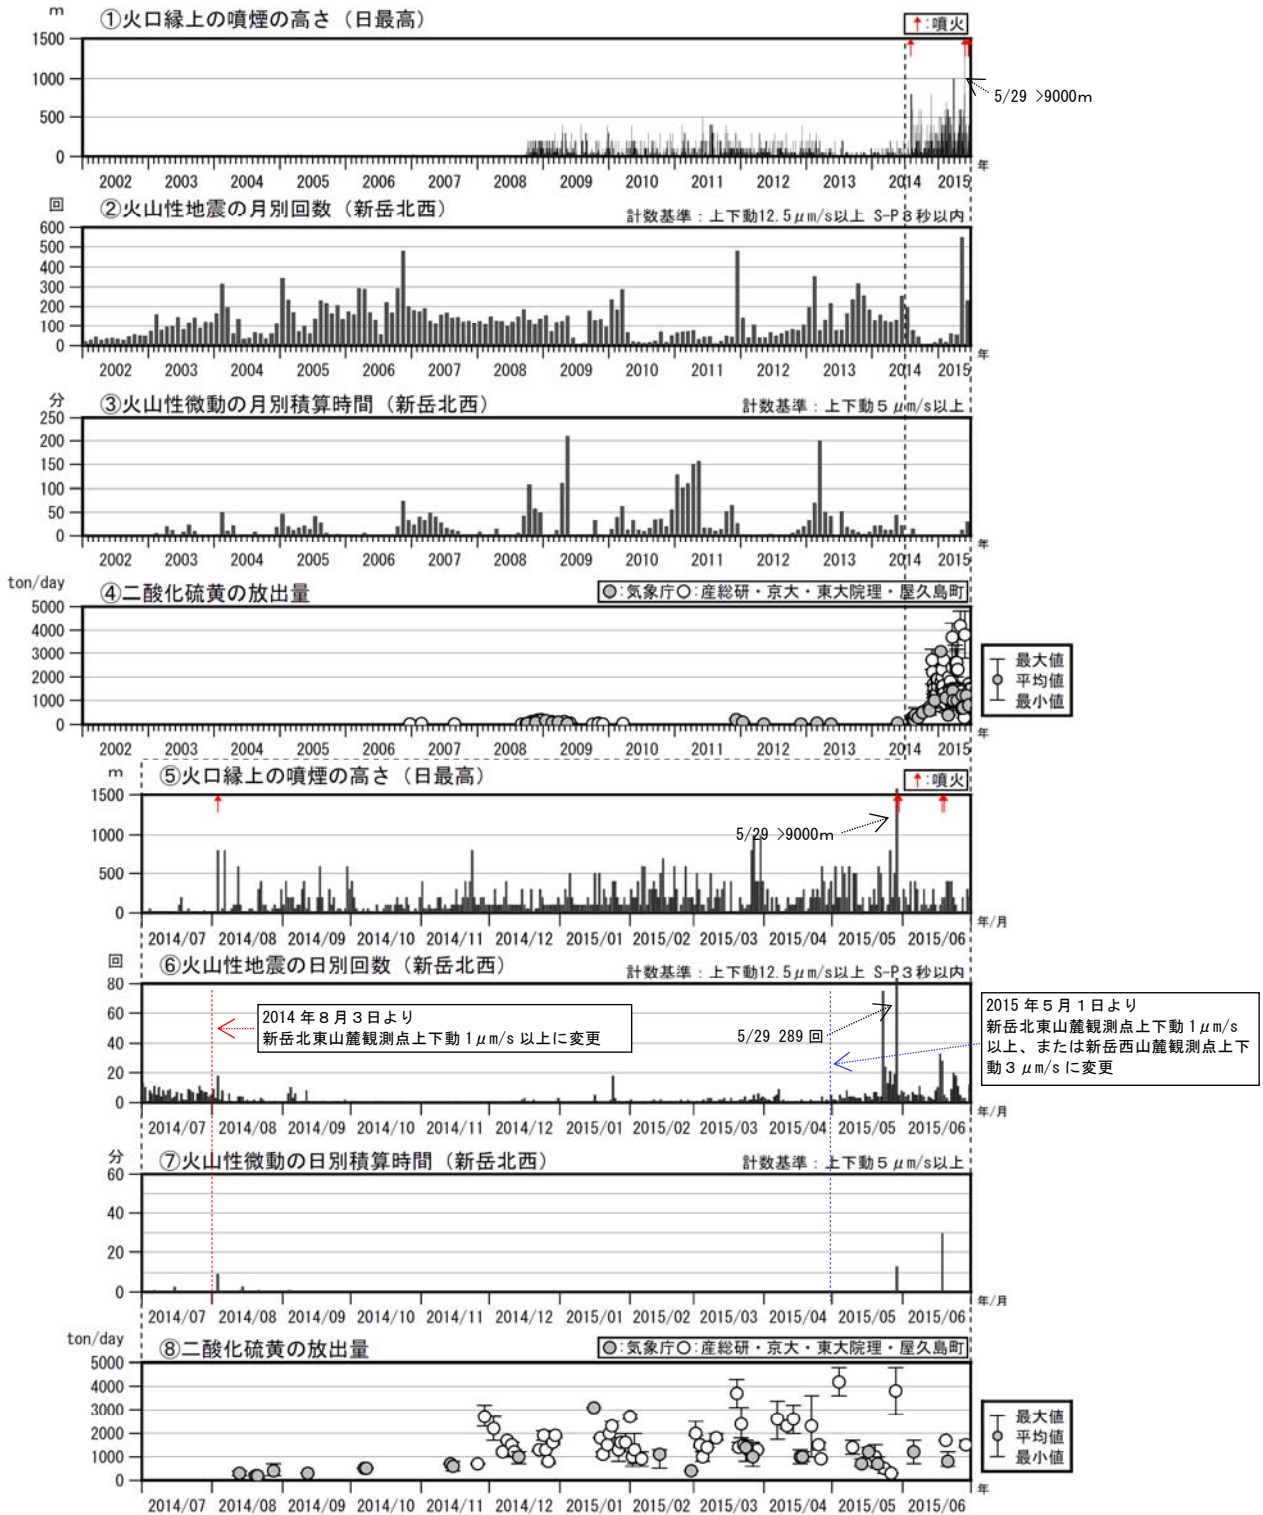 m ①火口縁上の噴煙の高さ（日最高） ↑:噴火
1500
1000
500
0
5/29 >9000m
2002 2003 2004 2005 2006 2007 2008 2009 2010 2011 2012 2013 2014 2015 年
回 ②火山性地震の月別回数（新岳北西） 計数基準：上下動12.5μm/s以上 S-P3秒以内
600
500
400
300
200
100
0
2002 2003 2004 2005 2006 2007 2008 2009 2010 2011 2012 2013 2014 2015 年
分 ③火山性微動の月別積算時間（新岳北西） 計数基準：上下動5μm/s以上
250
200
150
100
50
0
2002 2003 2004 2005 2006 2007 2008 2009 2010 2011 2012 2013 2014 2015 年
ton/day ④二酸化硫黄の放出量 ○:気象庁○:産総研・京大・東大院理・屋久島町
5000
4000
3000
2000
1000
0
最大値
平均値
最小値
2002 2003 2004 2005 2006 2007 2008 2009 2010 2011 2012 2013 2014 2015 年
m ⑤火口縁上の噴煙の高さ（日最高） ↑:噴火
1500
1000
500
0
5/29 >9000m
2014/07 2014/08 2014/09 2014/10 2014/11 2014/12 2015/01 2015/02 2015/03 2015/04 2015/05 2015/06 年/月
回 ⑥火山性地震の日別回数（新岳北西） 計数基準：上下動12.5μm/s以上 S-P3秒以内
80
60
40
20
0
2014年8月3日より
新岳北東山麓観測点上下動1μm/s以上に変更
5/29 289回
2015年5月1日より
新岳北東山麓観測点上下動1μm/s
以上、または新岳西山麓観測点上下
動3μm/sに変更
2014/07 2014/08 2014/09 2014/10 2014/11 2014/12 2015/01 2015/02 2015/03 2015/04 2015/05 2015/06 年/月
分 ⑦火山性微動の日別積算時間（新岳北西） 計数基準：上下動5μm/s以上
60
40
20
0
2014/07 2014/08 2014/09 2014/10 2014/11 2014/12 2015/01 2015/02 2015/03 2015/04 2015/05 2015/06 年/月
ton/day ⑧二酸化硫黄の放出量 ○:気象庁○:産総研・京大・東大院理・屋久島町
5000
4000
3000
2000
1000
0
最大値
平均値
最小値
2014/07 2014/08 2014/09 2014/10 2014/11 2014/12 2015/01 2015/02 2015/03 2015/04 2015/05 2015/06 年